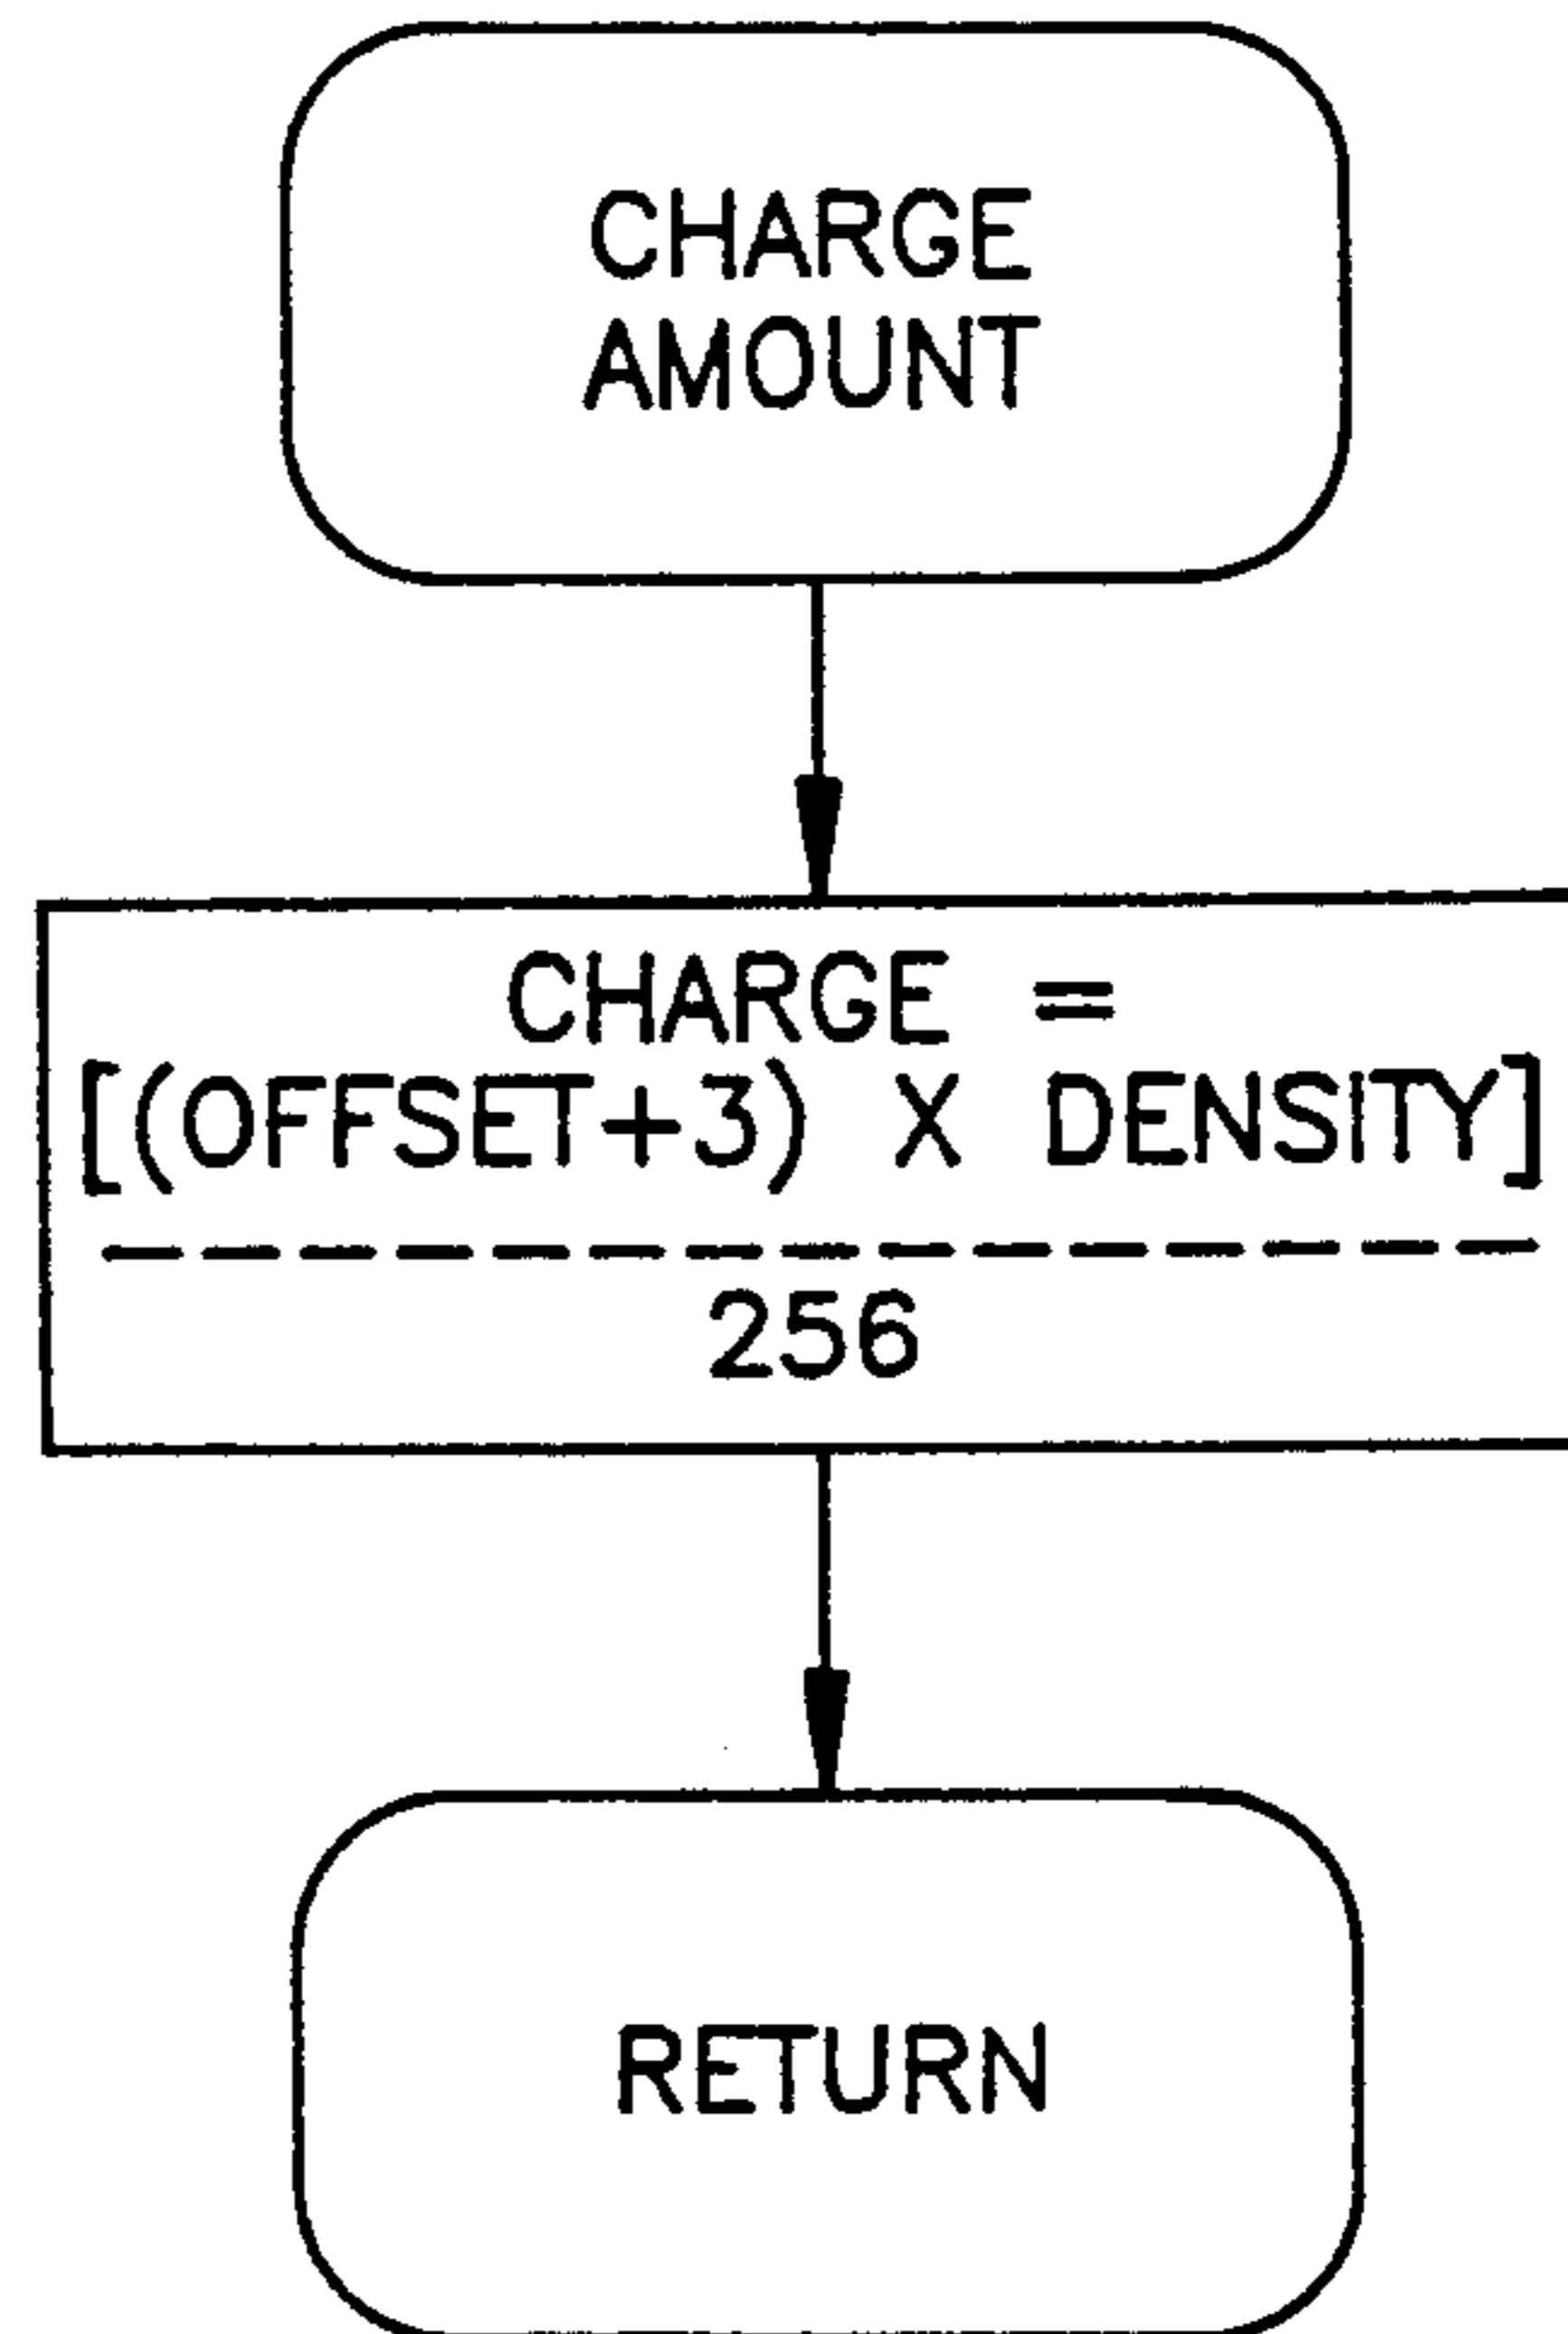 CHARGE
AMOUNT
CHARGE =
[(OFFSET+3) X DENSITY]
---------------
256
RETURN